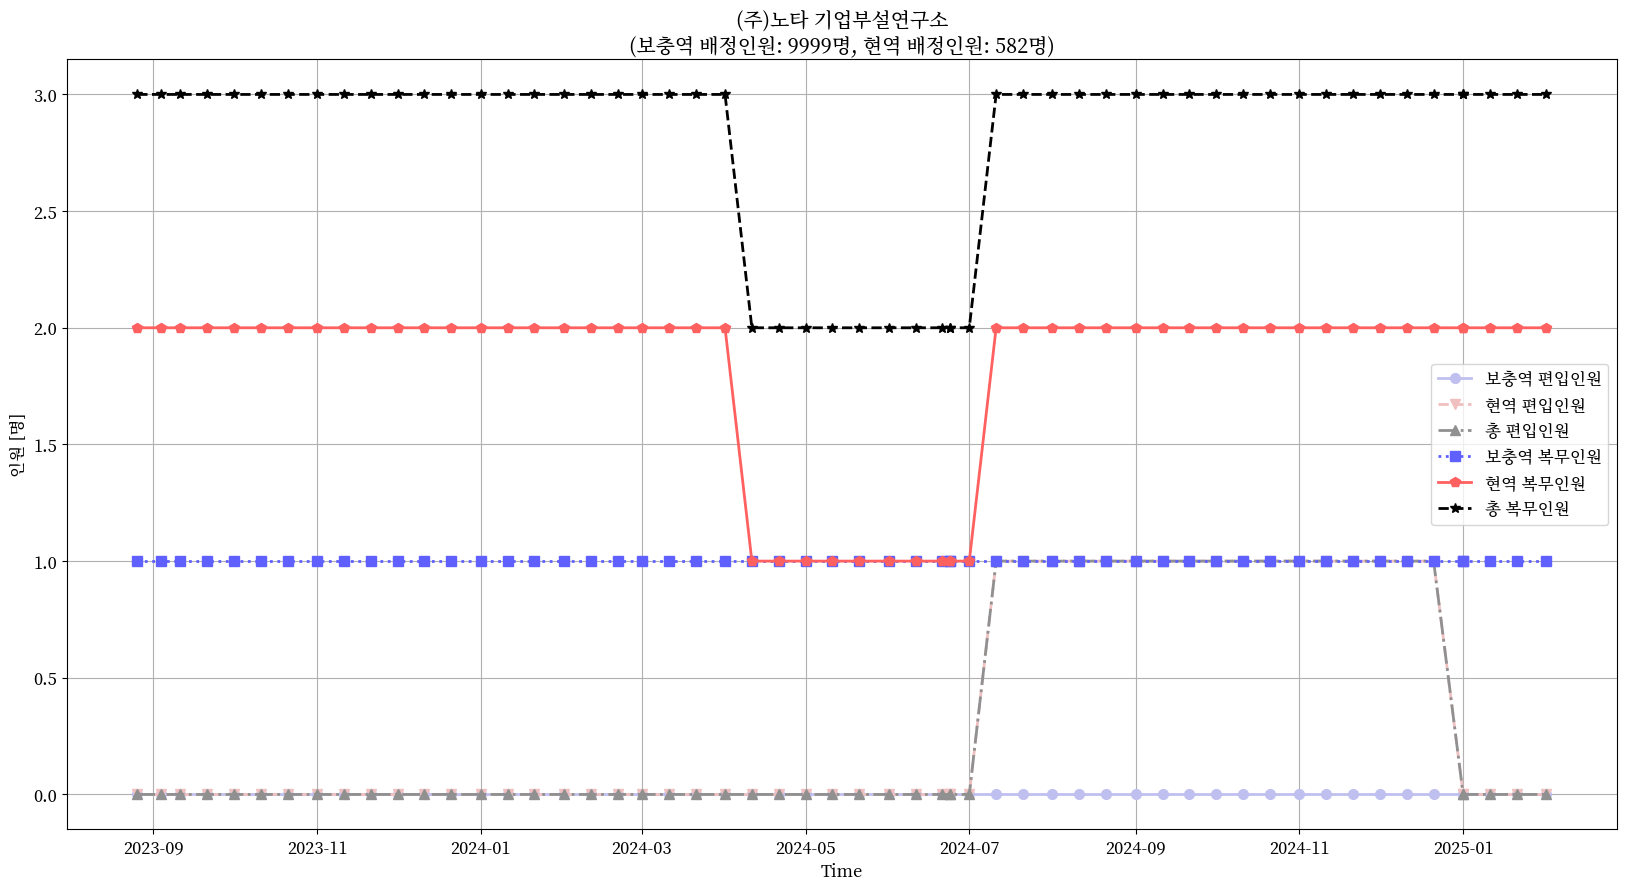 (주)노타 기업부설연구소
(보충역 배정인원: 9999명, 현역 배정인원: 582명)
3.0
2.5
2.0
1.5
1.0
0.5
0.0
인원 [명]
보충역 편입인원
현역 편입인원
총 편입인원
보충역 복무인원
현역 복무인원
총 복무인원
2023-09
2023-11
2024-01
2024-03
2024-05
2024-07
2024-09
2024-11
2025-01
Time